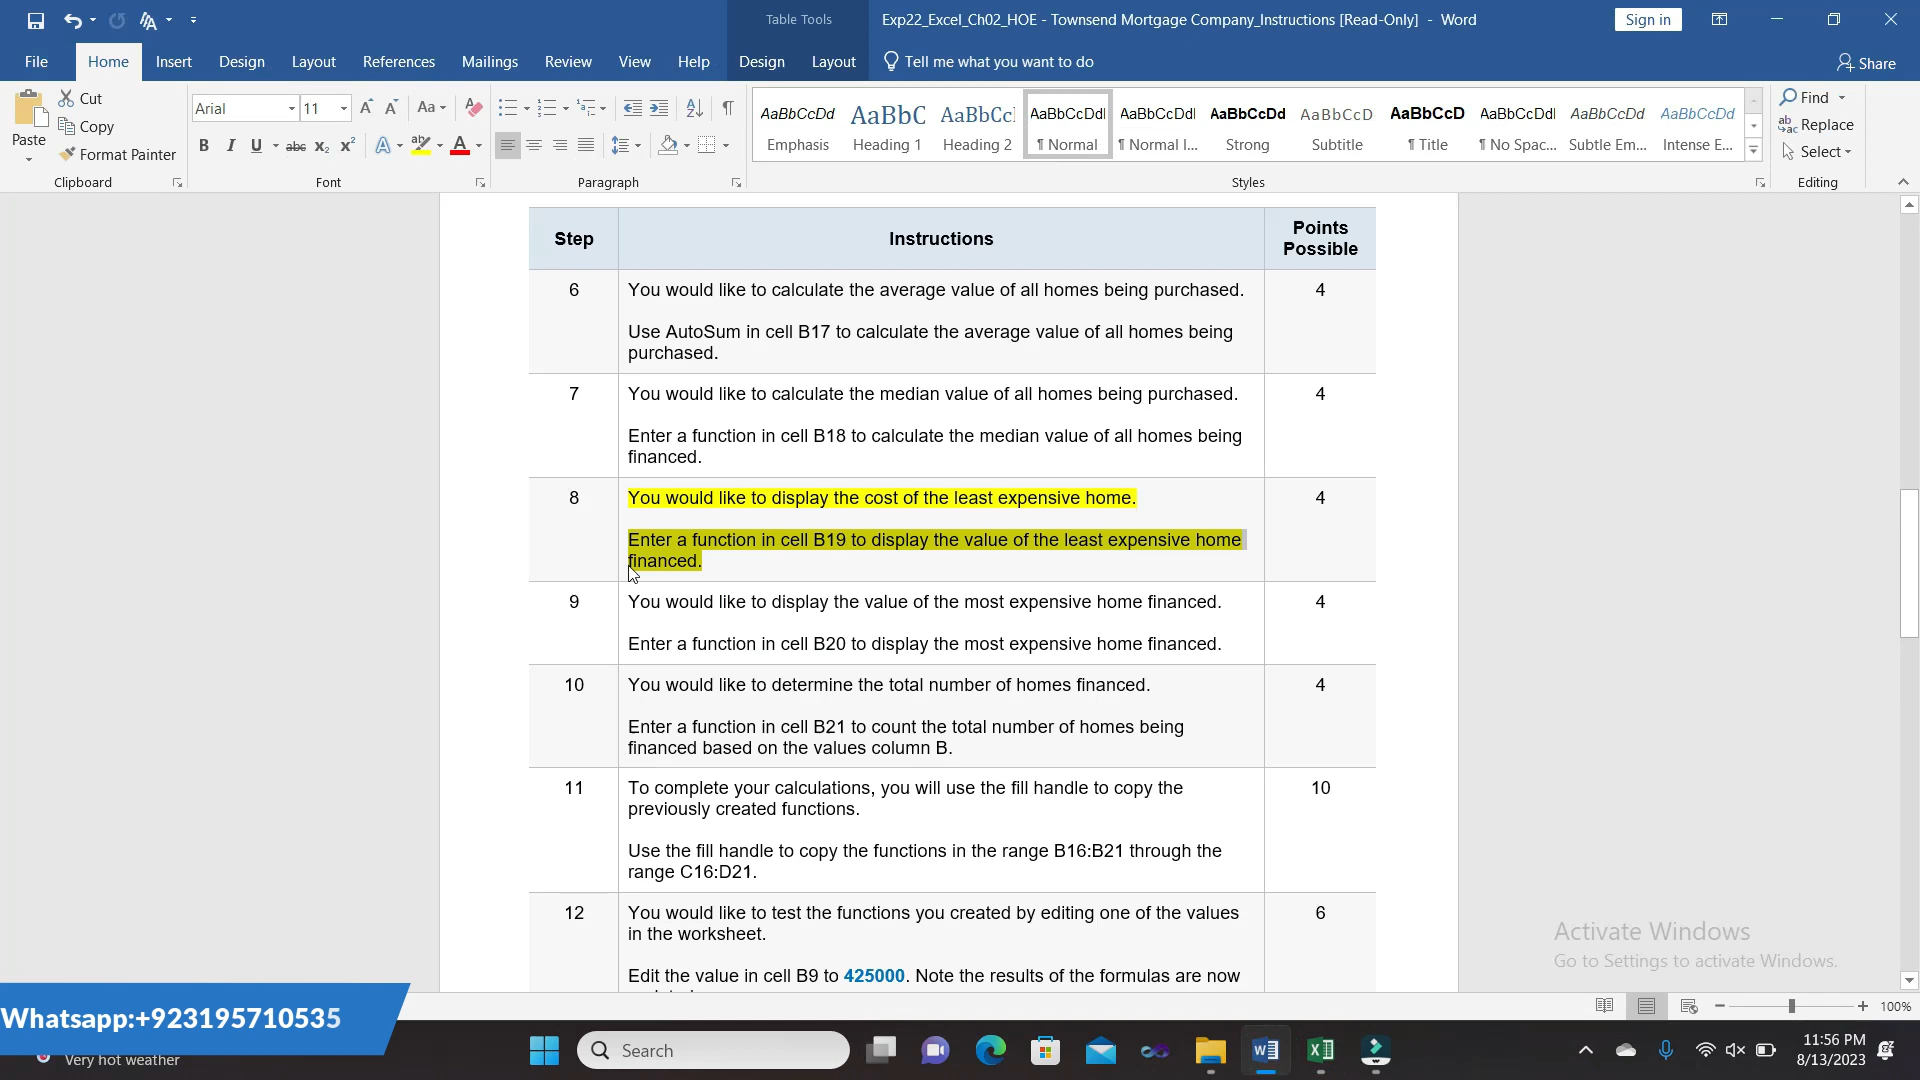 Table Tools
Exp22_Excel_Ch02_HOE - Townsend Mortgage Company_Instructions [Read-Only] - Word
Sign in
File
Home
Insert
Design
Layout
References
Mailings
Review
View
Help
Design
Layout
Tell me what you want to do
Share
Paste
Cut
Copy
Format Painter
Clipboard
Arial
11
Font
Paragraph
AaBbCcDd
Emphasis
AaBbC
Heading 1
AaBbCcI
Heading 2
AaBbCcDdI
¶ Normal
AaBbCcDdI
¶ Normal I...
AaBbCcDd
Strong
AaBbCcD
Subtitle
AaBbCcD
¶ Title
AaBbCcDdI
¶ No Spac...
AaBbCcDd
Subtle Em...
AaBbCcDd
Intense E...
Styles
Find
Replace
Select
Editing
Step
Instructions
Points
Possible
6
You would like to calculate the average value of all homes being purchased.
4
Use AutoSum in cell B17 to calculate the average value of all homes being
purchased.
7
You would like to calculate the median value of all homes being purchased.
4
Enter a function in cell B18 to calculate the median value of all homes being
financed.
8
You would like to display the cost of the least expensive home.
4
Enter a function in cell B19 to display the value of the least expensive home
financed.
9
You would like to display the value of the most expensive home financed.
4
Enter a function in cell B20 to display the most expensive home financed.
10
You would like to determine the total number of homes financed.
4
Enter a function in cell B21 to count the total number of homes being
financed based on the values column B.
11
To complete your calculations, you will use the fill handle to copy the
previously created functions.
10
Use the fill handle to copy the functions in the range B16:B21 through the
range C16:D21.
12
You would like to test the functions you created by editing one of the values
in the worksheet.
6
Edit the value in cell B9 to 425000. Note the results of the formulas are now
Activate Windows
Go to Settings to activate Windows.
100%
Whatsapp:+923195710535
Very hot weather
Search
11:56 PM
8/13/2023